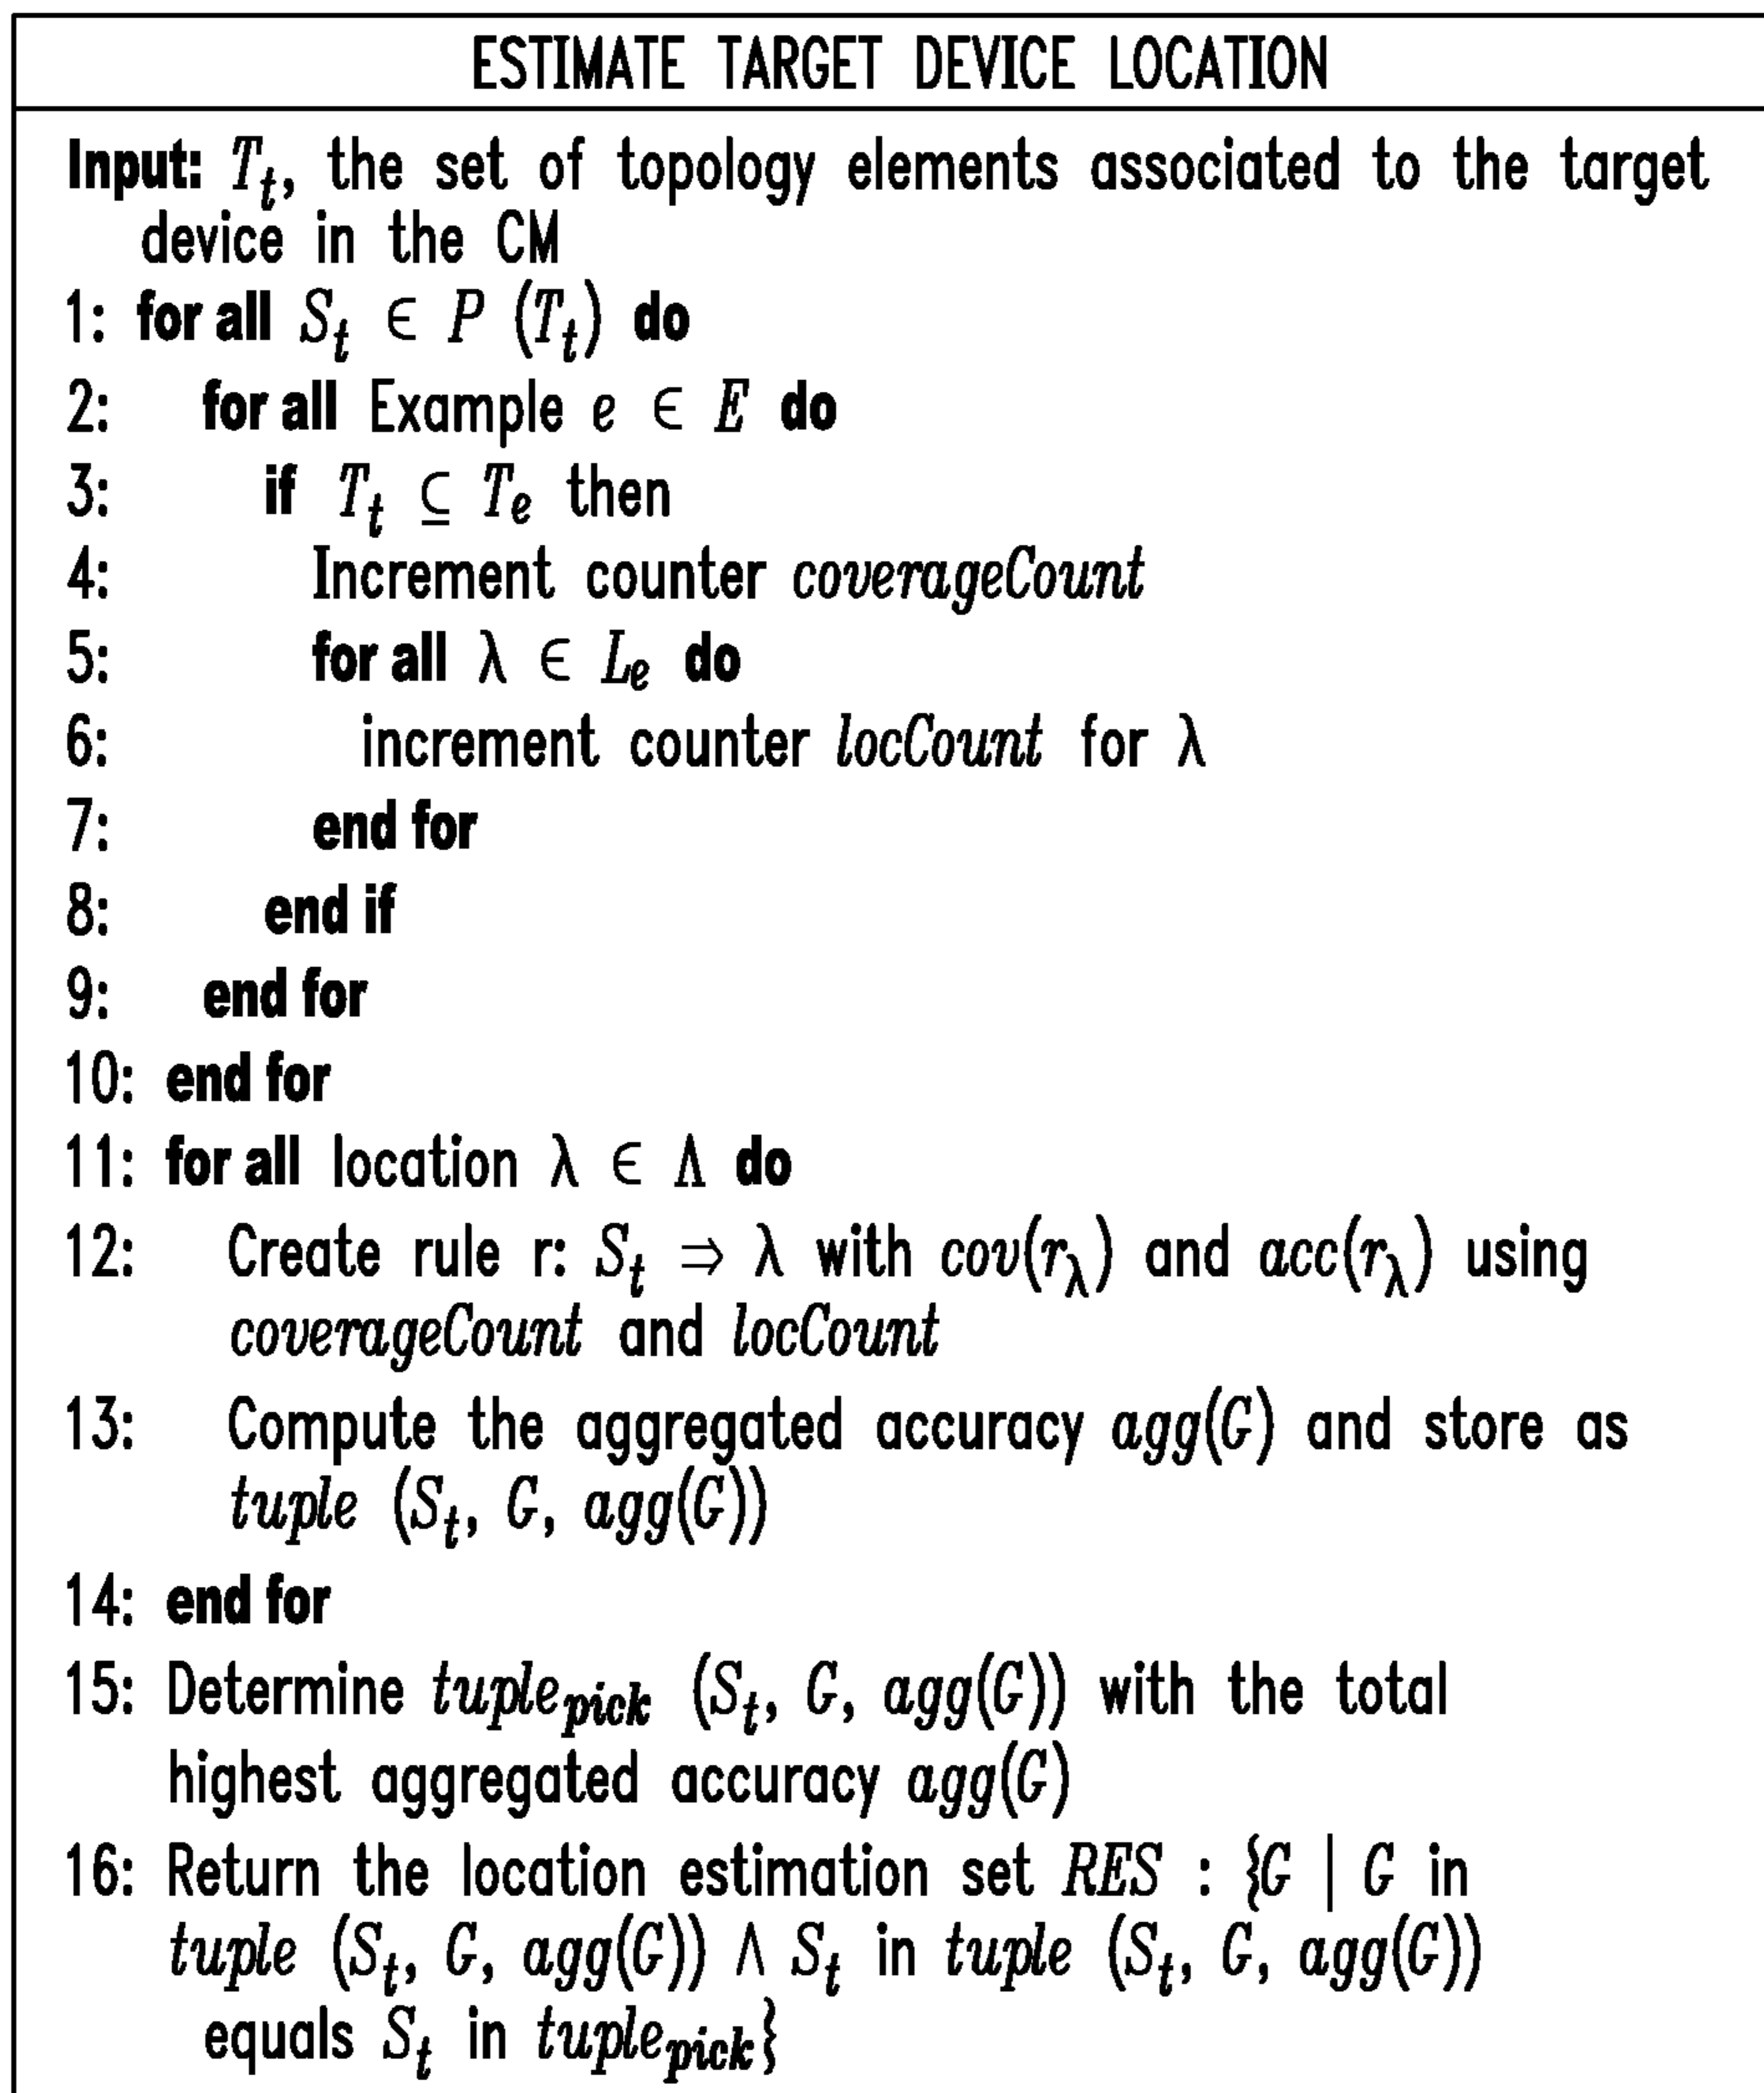 ESTIMATE TARGET DEVICE LOCATION
Input: Tₜ, the set of topology elements associated to the target
device in the CM
1: for all Sₜ ∈ P (Tₜ) do
2: for all Example e ∈ E do
3: if Tₜ ⊆ Tₑ then
4: Increment counter coverageCount
5: for all λ ∈ Lₑ do
6: increment counter locCount for λ
7: end for
8: end if
9: end for
10: end for
11: for all location λ ∈ Λ do
12: Create rule r: Sₜ ⇒ λ with cov(r_λ) and acc(r_λ) using
coverageCount and locCount
13: Compute the aggregated accuracy agg(G) and store as
tuple (Sₜ, G, agg(G))
14: end for
15: Determine tuple_pick (Sₜ, G, agg(G)) with the total
highest aggregated accuracy agg(G)
16: Return the location estimation set RES : {G | G in
tuple (Sₜ, G, agg(G)) ∧ Sₜ in tuple (Sₜ, G, agg(G))
equals Sₜ in tuple_pick}